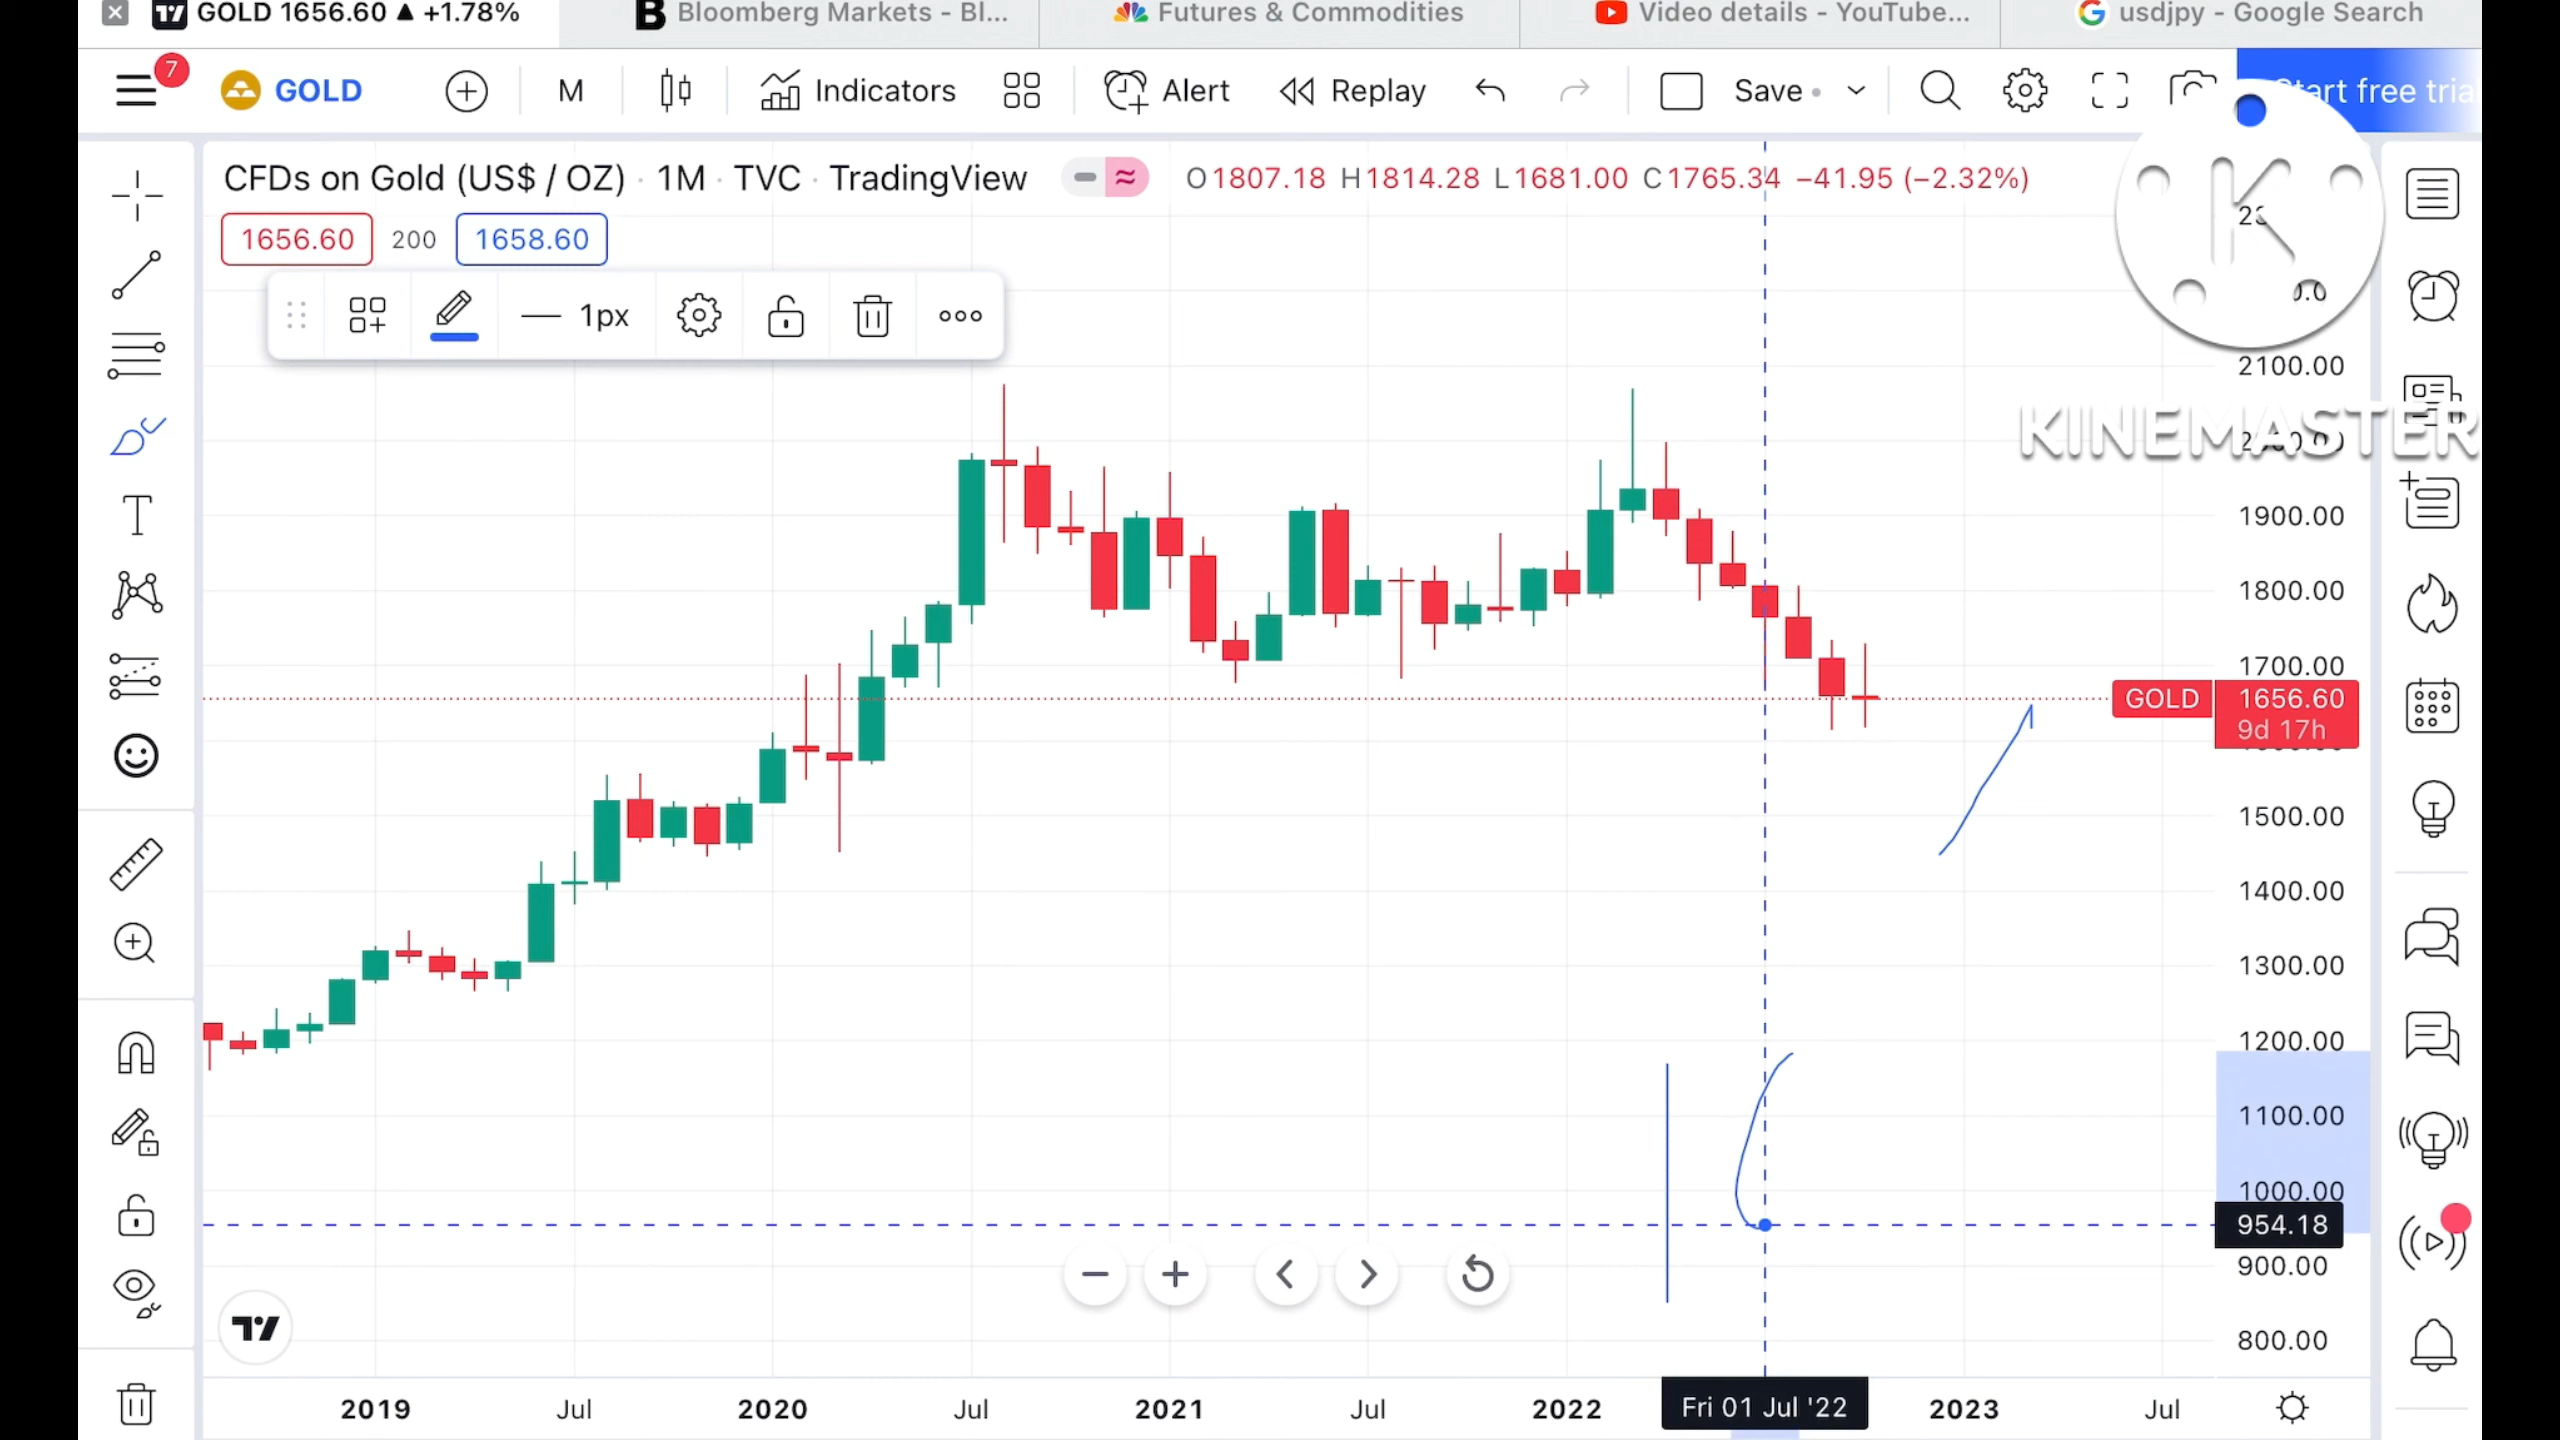 GOLD 1656.60 ▲ +1.78%
Bloomberg Markets - Bl...
Futures & Commodities
Video details - YouTube...
usdjpy - Google Search
7
GOLD
M
Indicators
Alert
Replay
Save
Start free tria
CFDs on Gold (US$ / OZ) · 1M · TVC · TradingView
O1807.18 H1814.28 L1681.00 C1765.34 −41.95 (−2.32%)
1656.60
200
1658.60
1px
K
KINEMASTER
2100.00
1900.00
1800.00
1700.00
GOLD
1656.60
9d 17h
1500.00
1400.00
1300.00
1200.00
1100.00
1000.00
954.18
900.00
800.00
2019
Jul
2020
Jul
2021
Jul
2022
Fri 01 Jul '22
2023
Jul